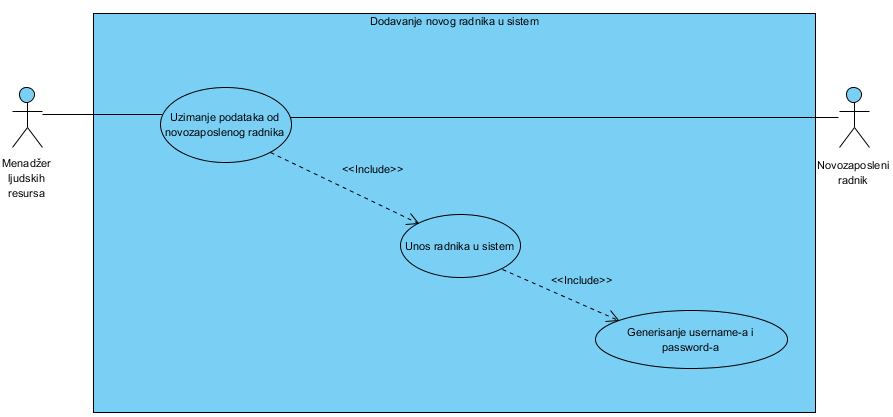 Dodavanje novog radnika u sistem
Uzimanje podataka od
novozaposlenog radnika
Menadžer
ljudskih
resursa
Novozaposleni
radnik
<<Include>>
Unos radnika u sistem
<<Include>>
Generisanje username-a i
password-a